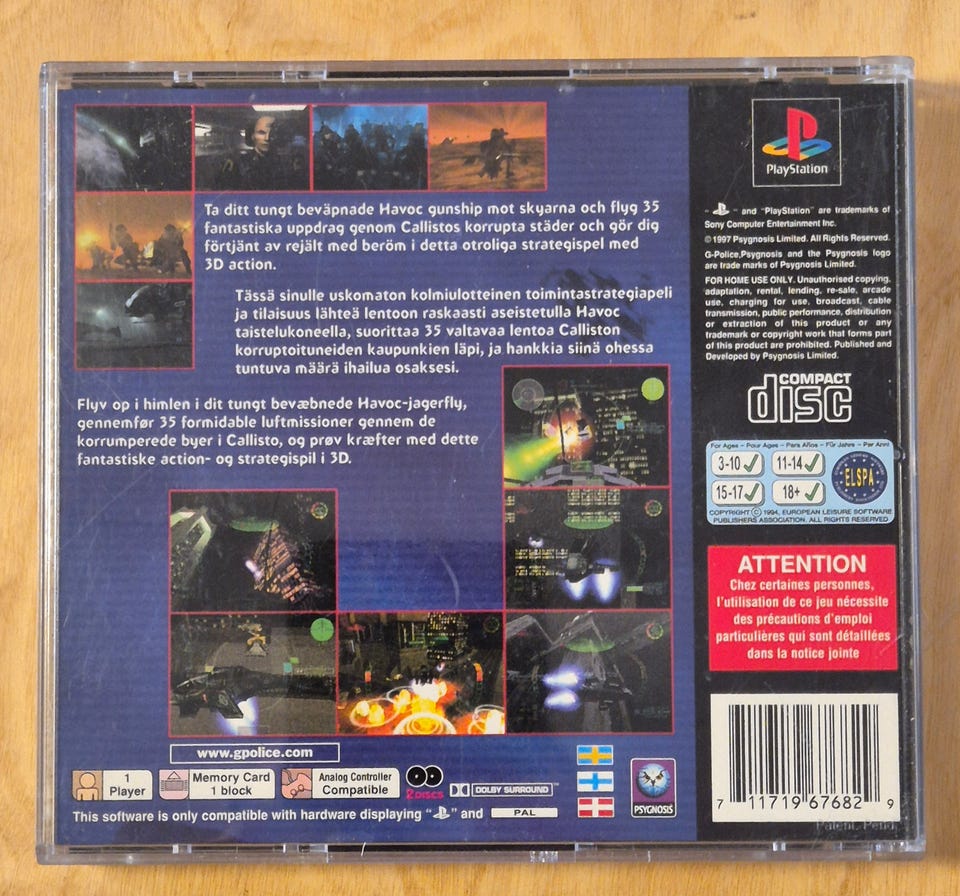 Ta ditt tungt beväpnade Havoc gunship mot skyarna och flyg 35
fantastiska uppdrag genom Callistos korrupta städer och gör dig
förtjänt av rejält med beröm i detta otroliga strategispel med
3D action.
Tässä sinulle uskomaton kolmiulotteinen toimintastrategiapeli
ja tilaisuus lähteä lentoon raskaasti aseistetulla Havoc
taistelukoneella, suorittaa 35 valtavaa lentoa Calliston
korruptoituneiden kaupunkien läpi, ja hankkia siinä ohessa
tuntuva määrä ihailua osaksesi.
Flyv op i himlen i dit tungt bevæbnede Havoc-jagerfly,
gennemfør 35 formidable luftmissioner gennem de
korrumperede byer i Callisto, og prøv kræfter med dette
fantastiske action- og strategispil i 3D.
www.gpolice.com
1
Player
Memory Card
1 block
Analog Controller
Compatible
2 DISCS
DOLBY SURROUND
PSYGNOSIS
This software is only compatible with hardware displaying " " and PAL
PlayStation
" " and "PlayStation" are trademarks of
Sony Computer Entertainment Inc.
© 1997 Psygnosis Limited. All Rights Reserved.
G-Police,Psygnosis and the Psygnosis logo
are trade marks of Psygnosis Limited.
FOR HOME USE ONLY. Unauthorised copying,
adaptation, rental, lending, re-sale, arcade
use, charging for use, broadcast, cable
transmission, public performance, distribution
or extraction of this product or any
trademark or copyright work that forms part
of this product are prohibited. Published and
Developed by Psygnosis Limited.
COMPACT
disc
For Ages - Pour Ages - Para Años - Für Jahre - Per Anni
3-10 ✓ 11-14 ✓
15-17 ✓ 18+ ✓
ELSPA
COPYRIGHT © 1994, EUROPEAN LEISURE SOFTWARE
PUBLISHERS ASSOCIATION. ALL RIGHTS RESERVED
ATTENTION
Chez certaines personnes,
l'utilisation de ce jeu nécessite
des précautions d'emploi
particulières qui sont détaillées
dans la notice jointe
7 11719 67682 9
Patent. Pend.